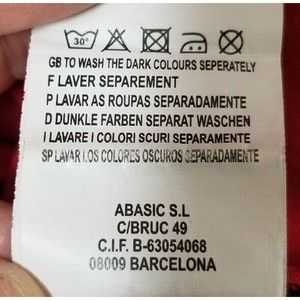 30°
GB TO WASH THE DARK COLOURS SEPERATELY
F LAVER SEPAREMENT
P LAVAR AS ROUPAS SEPARADAMENTE
D DUNKLE FARBEN SEPARAT WASCHEN
I LAVARE I COLORI SCURI SEPARAMENTE
SP LAVAR LOS COLORES OSCUROS SEPARADAMENTE
ABASIC S.L
C/BRUC 49
C.I.F. B-63054068
08009 BARCELONA